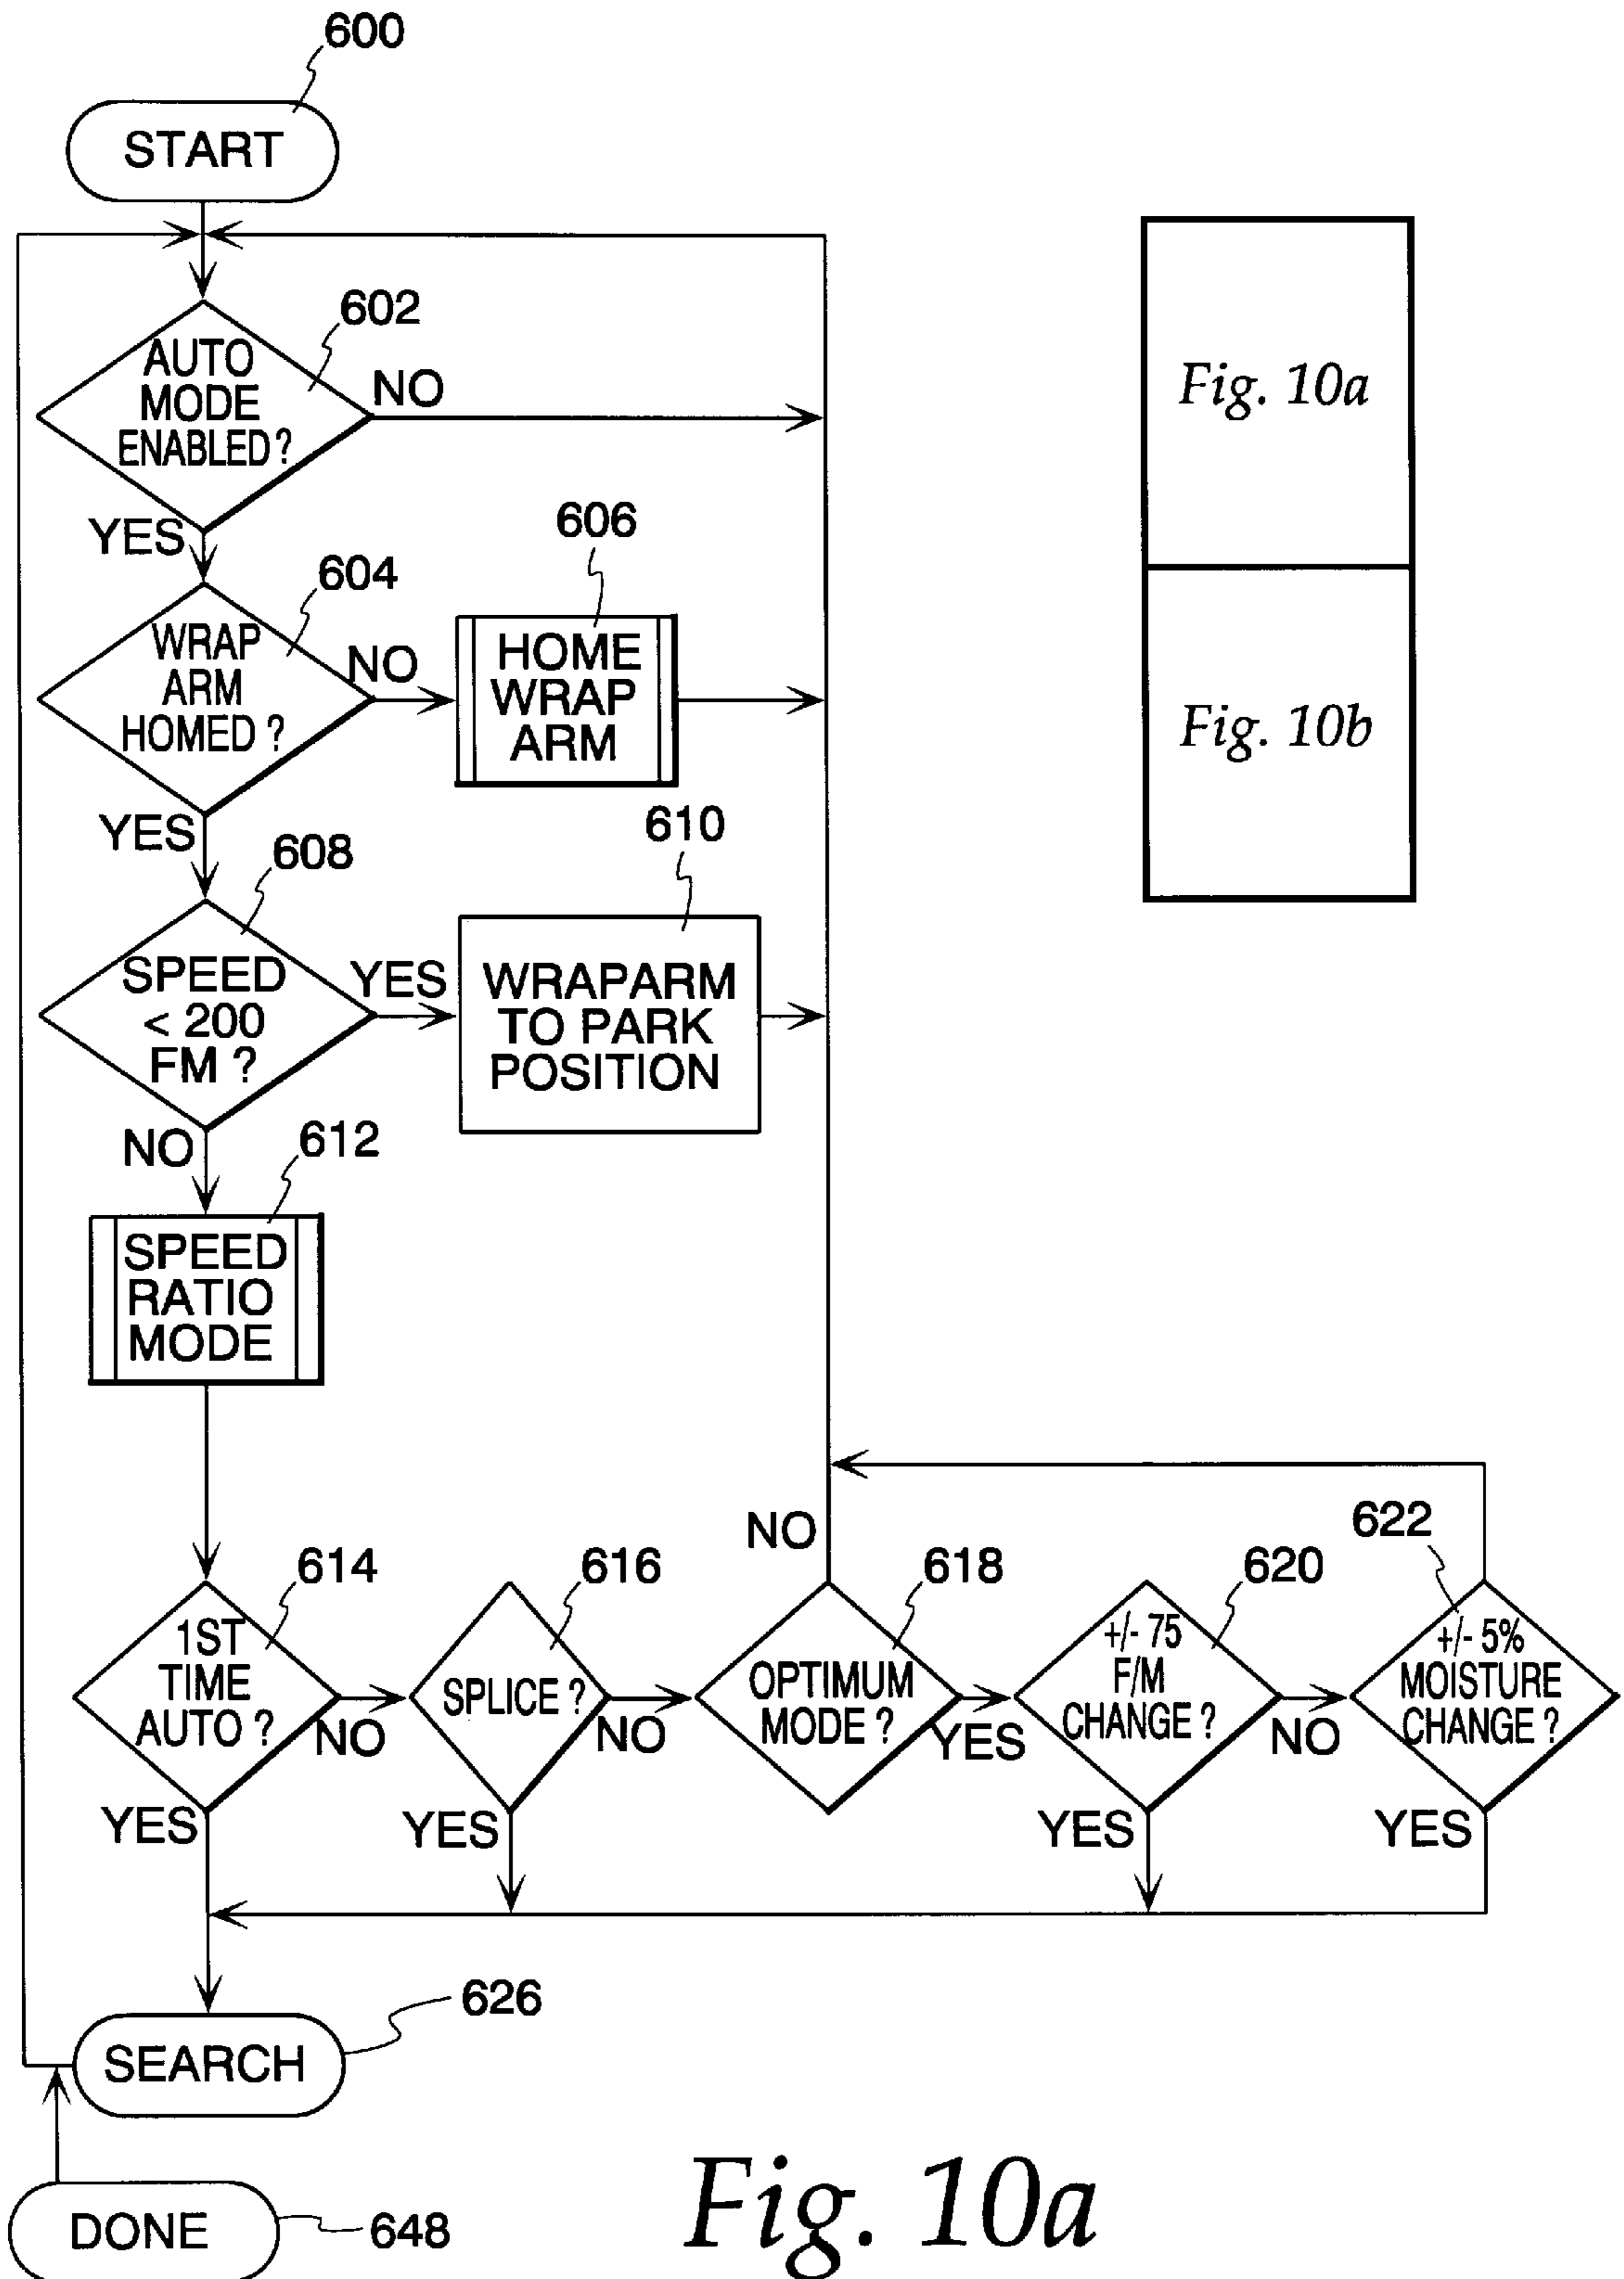 600
START
602
AUTO
MODE
ENABLED ?
NO
YES
Fig. 10a
Fig. 10b
604
WRAP
ARM
HOMED ?
NO
606
HOME
WRAP
ARM
YES
608
SPEED
< 200
FM ?
YES
610
WRAPARM
TO PARK
POSITION
NO
612
SPEED
RATIO
MODE
614
1ST
TIME
AUTO ?
NO
YES
616
SPLICE ?
NO
YES
618
NO
OPTIMUM
MODE ?
YES
620
+/- 75
F/M
CHANGE ?
NO
YES
622
+/- 5%
MOISTURE
CHANGE ?
YES
626
SEARCH
DONE
648
Fig. 10a